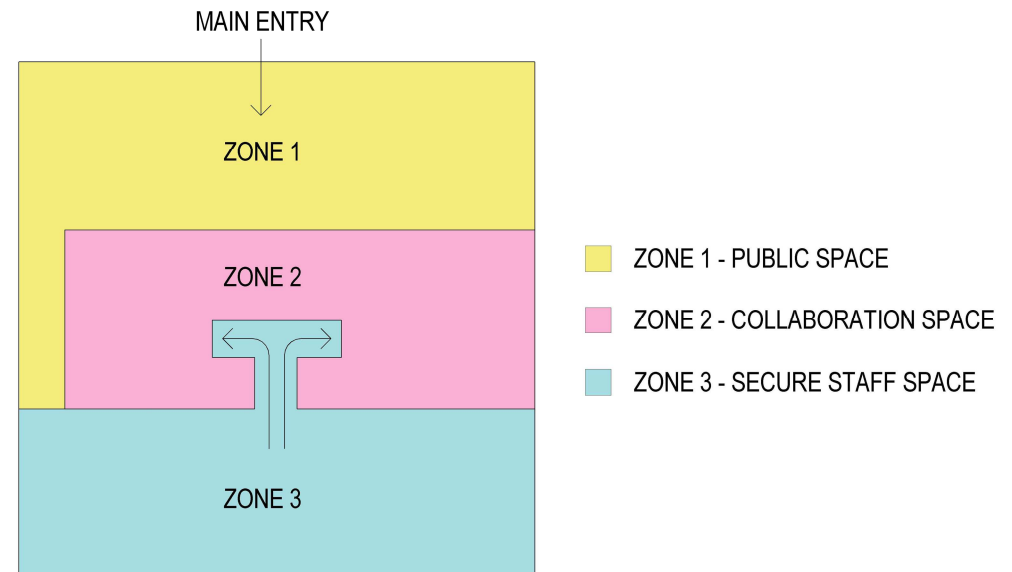 MAIN ENTRY
ZONE 1
ZONE 2
ZONE 3
ZONE 1 - PUBLIC SPACE
ZONE 2 - COLLABORATION SPACE
ZONE 3 - SECURE STAFF SPACE